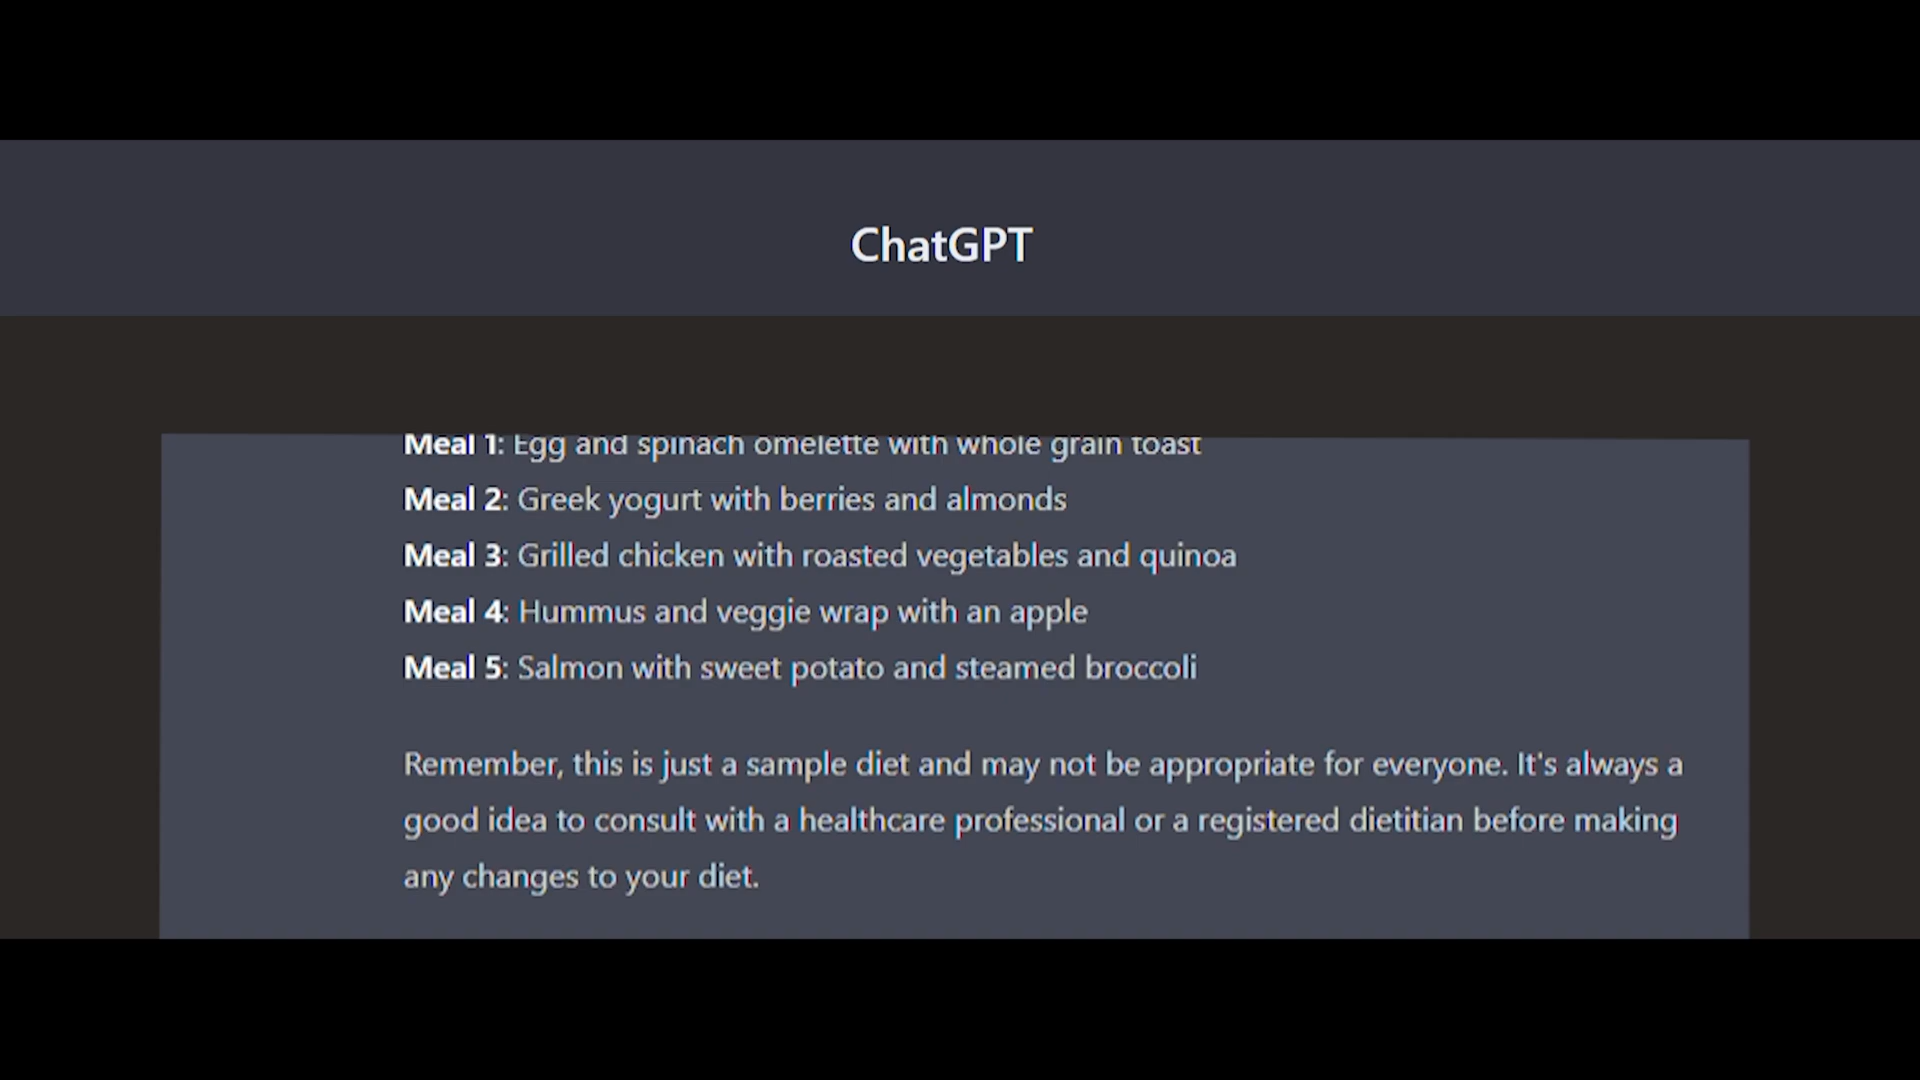 ChatGPT
Meal 1: Egg and spinach omelette with whole grain toast
Meal 2: Greek yogurt with berries and almonds
Meal 3: Grilled chicken with roasted vegetables and quinoa
Meal 4: Hummus and veggie wrap with an apple
Meal 5: Salmon with sweet potato and steamed broccoli
Remember, this is just a sample diet and may not be appropriate for everyone. It's always a
good idea to consult with a healthcare professional or a registered dietitian before making
any changes to your diet.